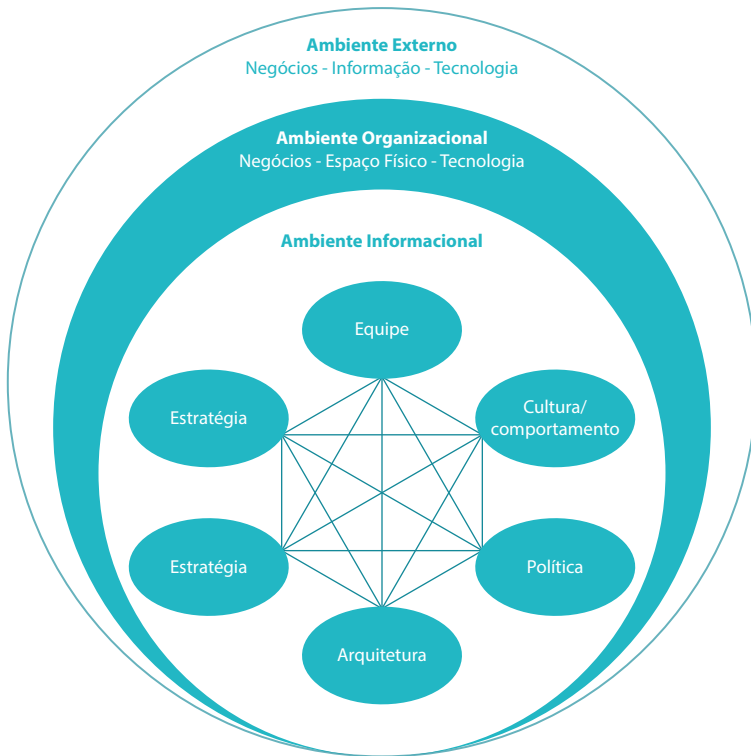 Ambiente Externo
Negócios - Informação - Tecnologia
Ambiente Organizacional
Negócios - Espaço Físico - Tecnologia
Ambiente Informacional
Equipe
Estratégia
Cultura/
comportamento
Estratégia
Política
Arquitetura